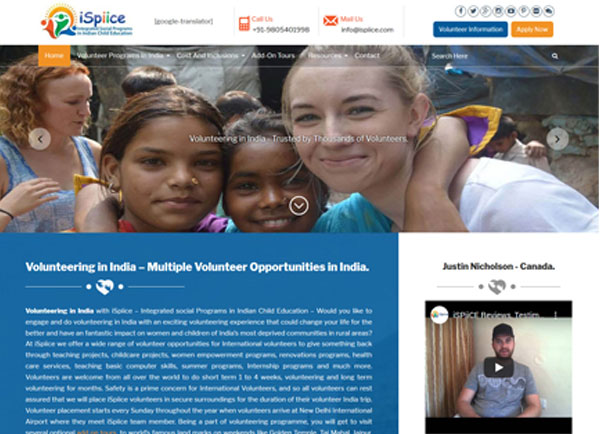 iSpiice
Integrated Social Programs
in Indian Child Education
[google-translator]
Call Us
+91-9805401998
Mail Us
info@ispiice.com
Volunteer Information
Apply Now
Home
Volunteer Programs in India
Cost And Inclusions
Add-On Tours
Resources
Contact
Search Here
Volunteering in India - Trusted by Thousands of Volunteers.
Volunteering in India – Multiple Volunteer Opportunities in India.
Volunteering in India with iSpiice – Integrated social Programs in Indian Child Education – Would you like to
engage and do volunteering in India with an exciting volunteering experience that could change your life for the
better and have an fantastic impact on women and children of India's most deprived communities in rural areas?
At iSpiice we offer a wide range of volunteer opportunities for International volunteers to give something back
through teaching projects, childcare projects, women empowerment programs, renovations programs, health
care services, teaching basic computer skills, summer programs, Internship programs and much more.
Volunteers are welcome from all over the world to do short term 1 to 4 weeks, volunteering and long term
volunteering for months. Safety is a prime concern for International Volunteers, and so all volunteers can rest
assured that we will place iSpiice volunteers in secure surroundings for the duration of their volunteer India trip.
Volunteer placement starts every Sunday throughout the year when volunteers arrive at New Delhi International
Airport where they meet iSpiice team member. Being a part of volunteering programme, you will get to visit
several optional add on tours, to world's famous land marks on weekends like Golden Temple, Taj Mahal, Jaipur,
Justin Nicholson - Canada.
iSPiiCE Reviews, Testim...